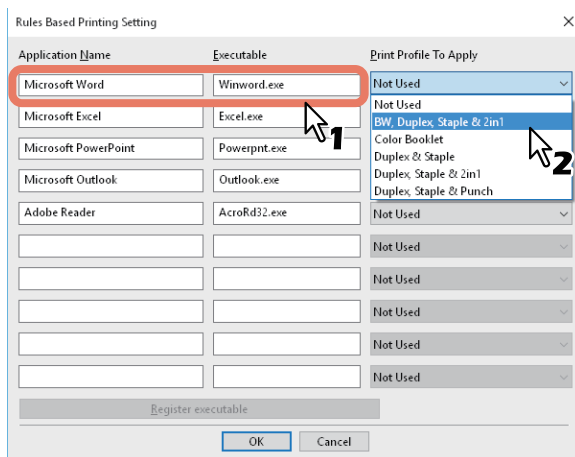 Rules Based Printing Setting
Application Name Executable Print Profile To Apply
Microsoft Word Winword.exe Not Used
Not Used
Microsoft Excel Excel.exe BW, Duplex, Staple & 2in1
1
Color Booklet
2
Microsoft PowerPoint Powerpnt.exe Duplex & Staple
Microsoft Outlook Outlook.exe Duplex, Staple & 2in1
Duplex, Staple & Punch
Adobe Reader AcroRd32.exe Not Used
Not Used
Not Used
Not Used
Not Used
Not Used
Register executable
OK Cancel